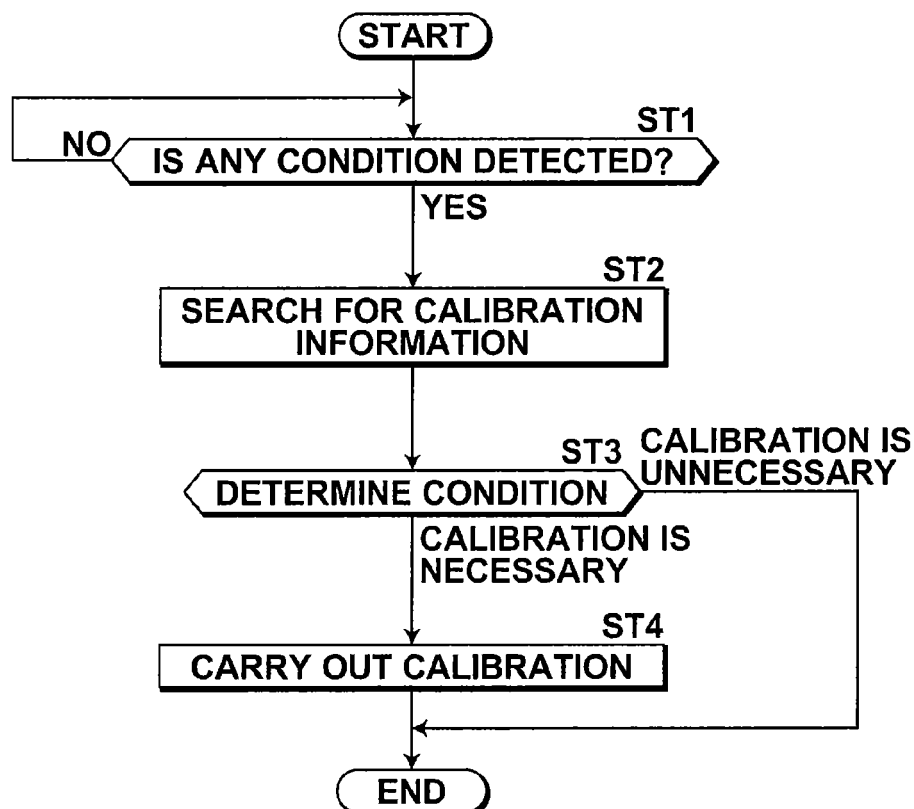 START
ST1
NO
IS ANY CONDITION DETECTED?
YES
ST2
SEARCH FOR CALIBRATION
INFORMATION
ST3
CALIBRATION IS
UNNECESSARY
DETERMINE CONDITION
CALIBRATION IS
NECESSARY
ST4
CARRY OUT CALIBRATION
END